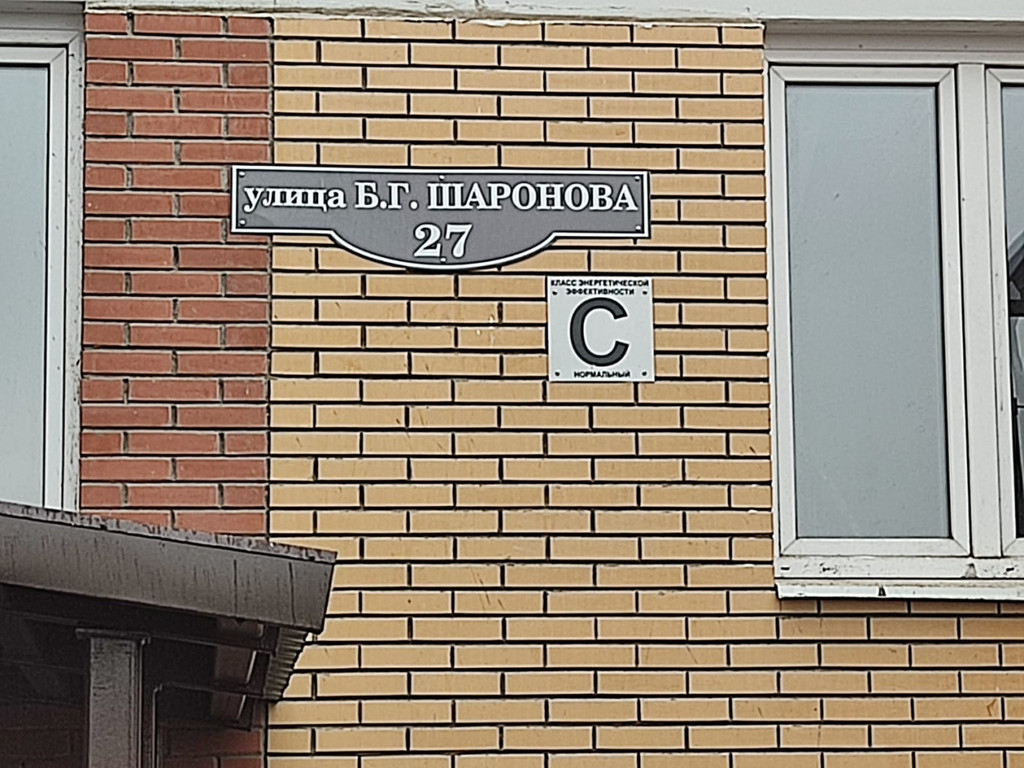 улица Б.Г. ШАРОНОВА
27
КЛАСС ЭНЕРГЕТИЧЕСКОЙ
ЭФФЕКТИВНОСТИ
С
НОРМАЛЬНЫЙ